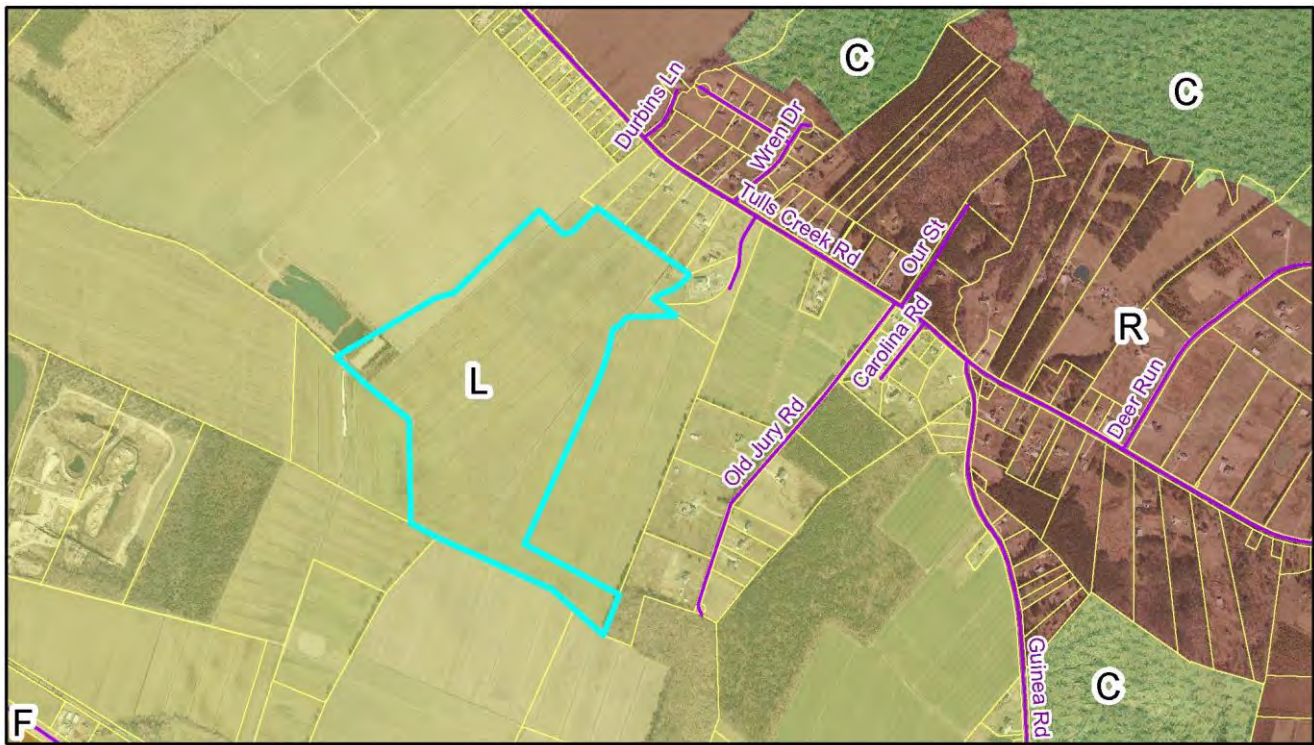 C
C
Durbins Ln
Wren Dr
Tulls Creek Rd
Our St
Carolina Rd
R
Deer Run
L
Old Jury Rd
Guinea Rd
C
F